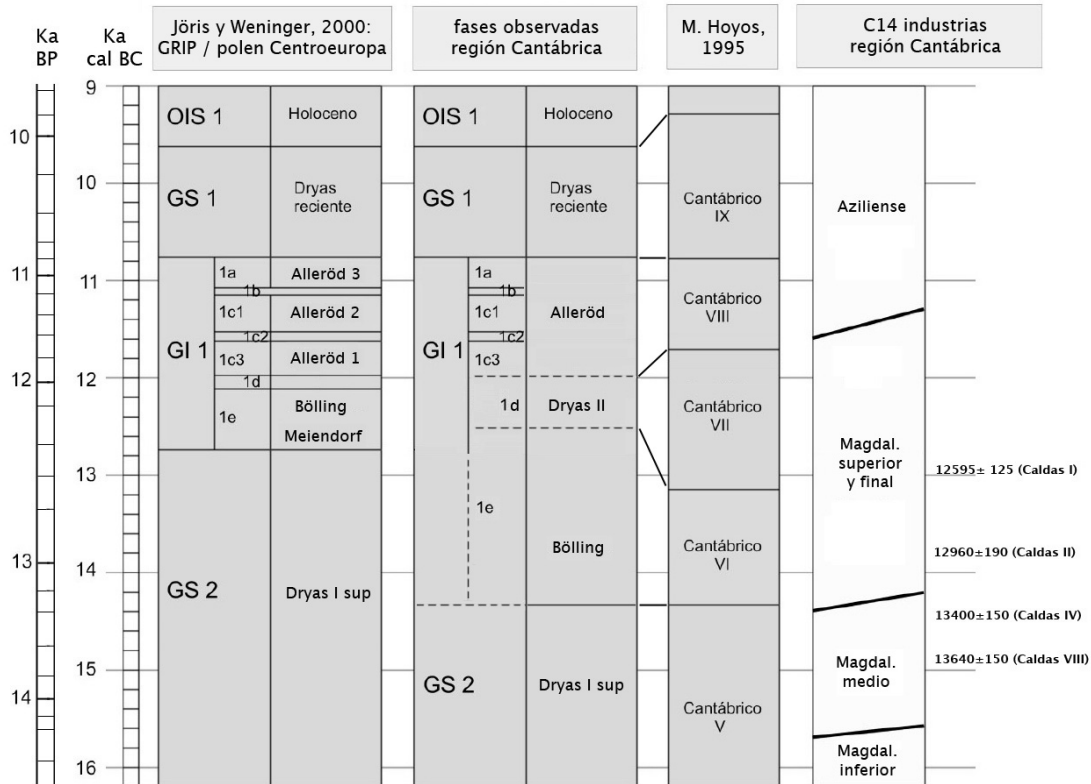 Ka
BP
Ka
cal BC
Jöris y Weninger, 2000:
GRIP / polen Centroeuropa
fases observadas
región Cantábrica
M. Hoyos,
1995
C14 industrias
región Cantábrica
10
11
12
13
14
9
10
11
12
13
14
15
16
OIS 1
Holoceno
GS 1
Dryas
reciente
GI 1
1a
Alleröd 3
1b
1c1
Alleröd 2
1c2
1c3
Alleröd 1
1d
1e
Bölling
Meiendorf
GS 2
Dryas I sup
OIS 1
Holoceno
GS 1
Dryas
reciente
GI 1
1a
1b
1c1
Alleröd
1c2
1c3
1d
Dryas II
1e
Bölling
GS 2
Dryas I sup
Cantábrico
IX
Cantábrico
VIII
Cantábrico
VII
Cantábrico
VI
Cantábrico
V
Aziliense
Magdal.
superior
y final
Magdal.
medio
Magdal.
inferior
12595± 125 (Caldas I)
12960±190 (Caldas II)
13400±150 (Caldas IV)
13640±150 (Caldas VIII)